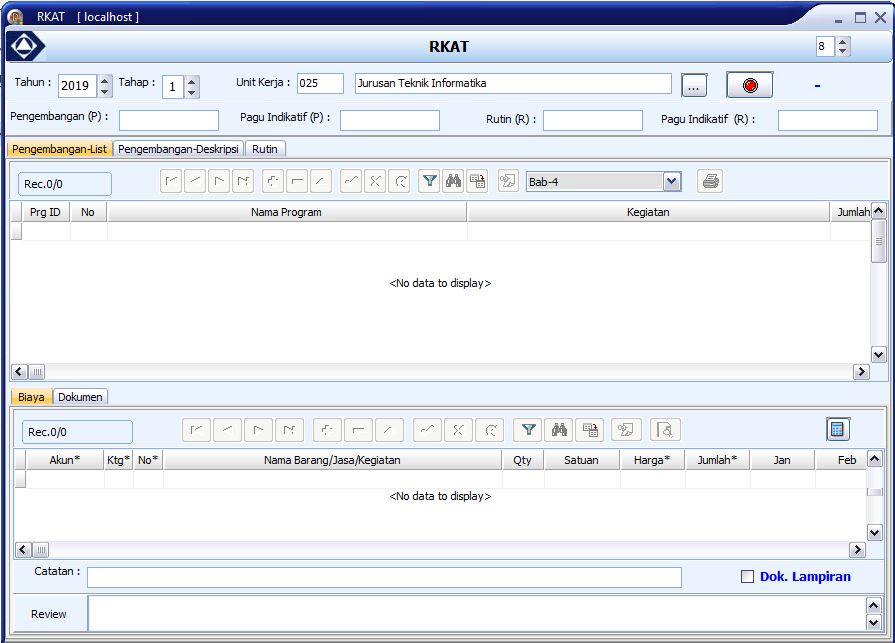 RKAT [ localhost ]
RKAT
8
Tahun : 2019 Tahap : 1 Unit Kerja : 025 Jurusan Teknik Informatika ... -
Pengembangan (P) : Pagu Indikatif (P) : Rutin (R) : Pagu Indikatif (R) :
Pengembangan-List Pengembangan-Deskripsi Rutin
Rec.0/0 Bab-4
Prg ID No Nama Program Kegiatan Jumlah
<No data to display>
Biaya Dokumen
Rec.0/0
Akun* Ktg* No* Nama Barang/Jasa/Kegiatan Qty Satuan Harga* Jumlah* Jan Feb
<No data to display>
Catatan : Dok. Lampiran
Review